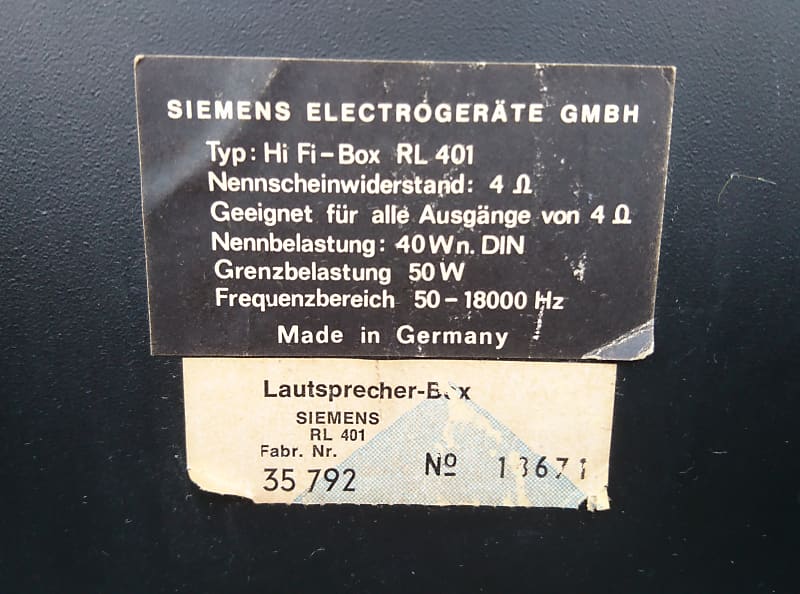 SIEMENS ELECTROGERÄTE GMBH
Typ: Hi Fi-Box RL 401
Nennscheinwiderstand: 4 Ω
Geeignet für alle Ausgänge von 4 Ω
Nennbelastung: 40 W n. DIN
Grenzbelastung 50 W
Frequenzbereich 50-18000 Hz
Made in Germany
Lautsprecher-Box
SIEMENS
RL 401
Fabr. Nr.
35 792 Nº 13671